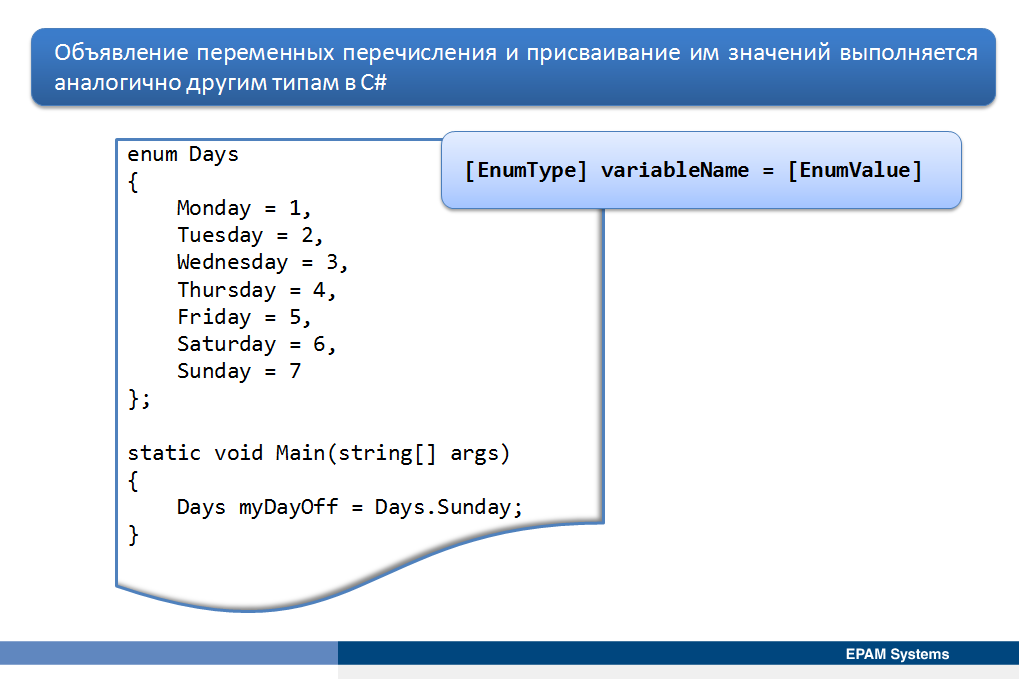 Объявление переменных перечисления и присваивание им значений выполняется
аналогично другим типам в C#
[EnumType] variableName = [EnumValue]
enum Days
{
    Monday = 1,
    Tuesday = 2,
    Wednesday = 3,
    Thursday = 4,
    Friday = 5,
    Saturday = 6,
    Sunday = 7
};

static void Main(string[] args)
{
    Days myDayOff = Days.Sunday;
}
EPAM Systems